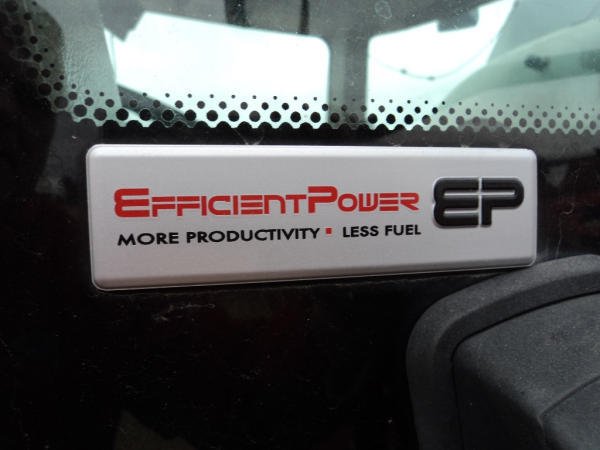 EFFICIENTPOWER EP
MORE PRODUCTIVITY ▪ LESS FUEL